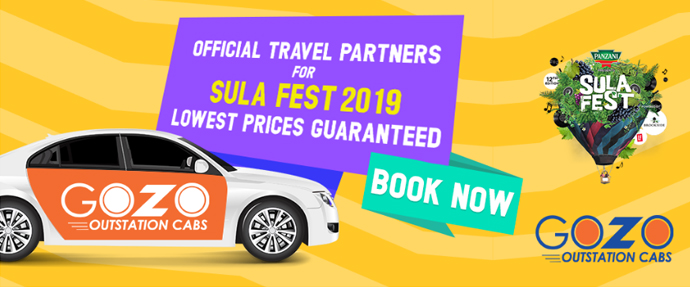 OFFICIAL TRAVEL PARTNERS
FOR
SULA FEST 2019
LOWEST PRICES GUARANTEED
BOOK NOW
GOZO
OUTSTATION CABS
PANZANI
SULA
FEST
GOZO
OUTSTATION CABS